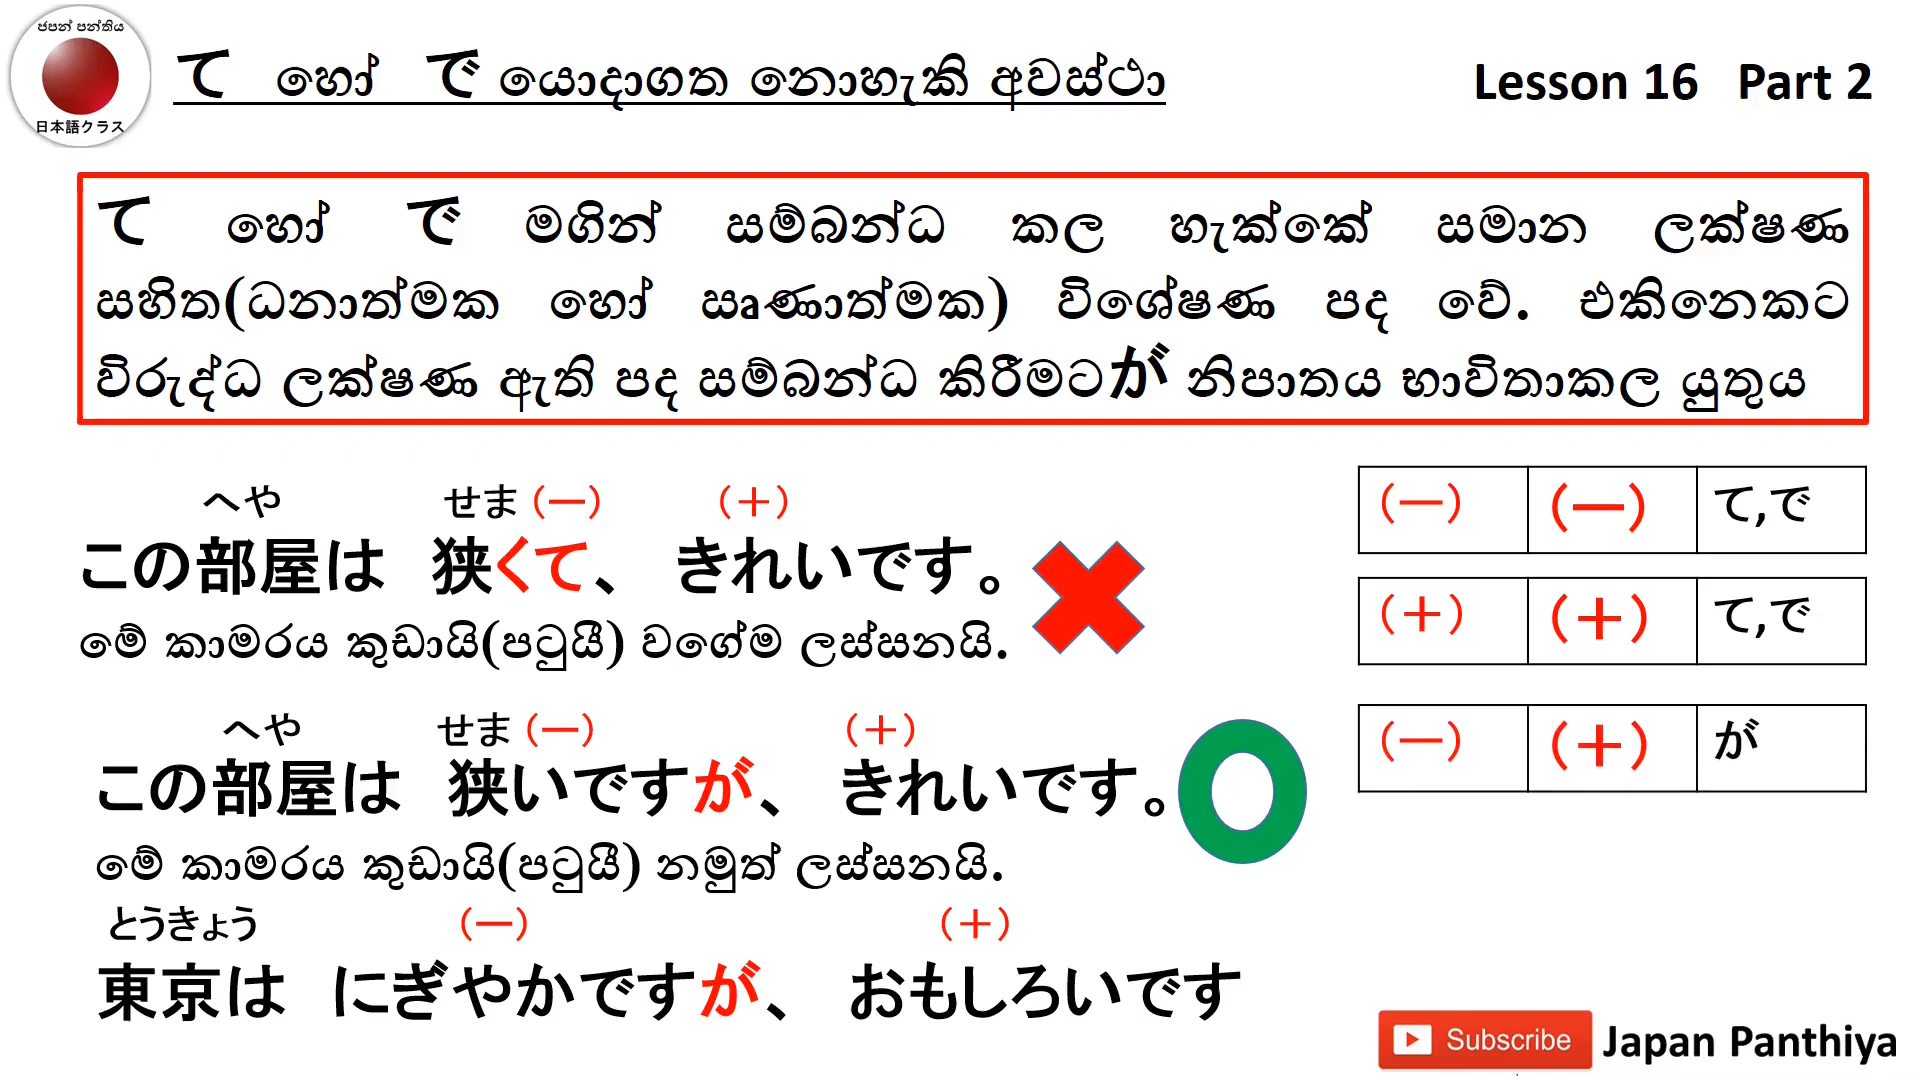 ජපන් පන්තිය
日本語クラス
て හෝ で යොදාගත නොහැකි අවස්ථා
Lesson 16 Part 2
て හෝ で මගින් සම්බන්ධ කල හැක්කේ සමාන ලක්ෂණ
සහිත(ධනාත්මක හෝ ඍණාත්මක) විශේෂණ පද වේ. එකිනෙකට
විරුද්ධ ලක්ෂණ ඇති පද සම්බන්ධ කිරීමටが නිපාතය භාවිතාකල යුතුය
へや せま (ー) (＋)
この部屋は 狭くて、 きれいです。
මේ කාමරය කුඩායි(පටුයී) වගේම ලස්සනයි.
へや せま (ー) (＋)
この部屋は 狭いですが、 きれいです。
මේ කාමරය කුඩායි(පටුයී) නමුත් ලස්සනයි.
とうきょう (ー) (＋)
東京は にぎやかですが、 おもしろいです
(ー) (ー) て,で
(＋) (＋) て,で
(ー) (＋) が
Subscribe Japan Panthiya